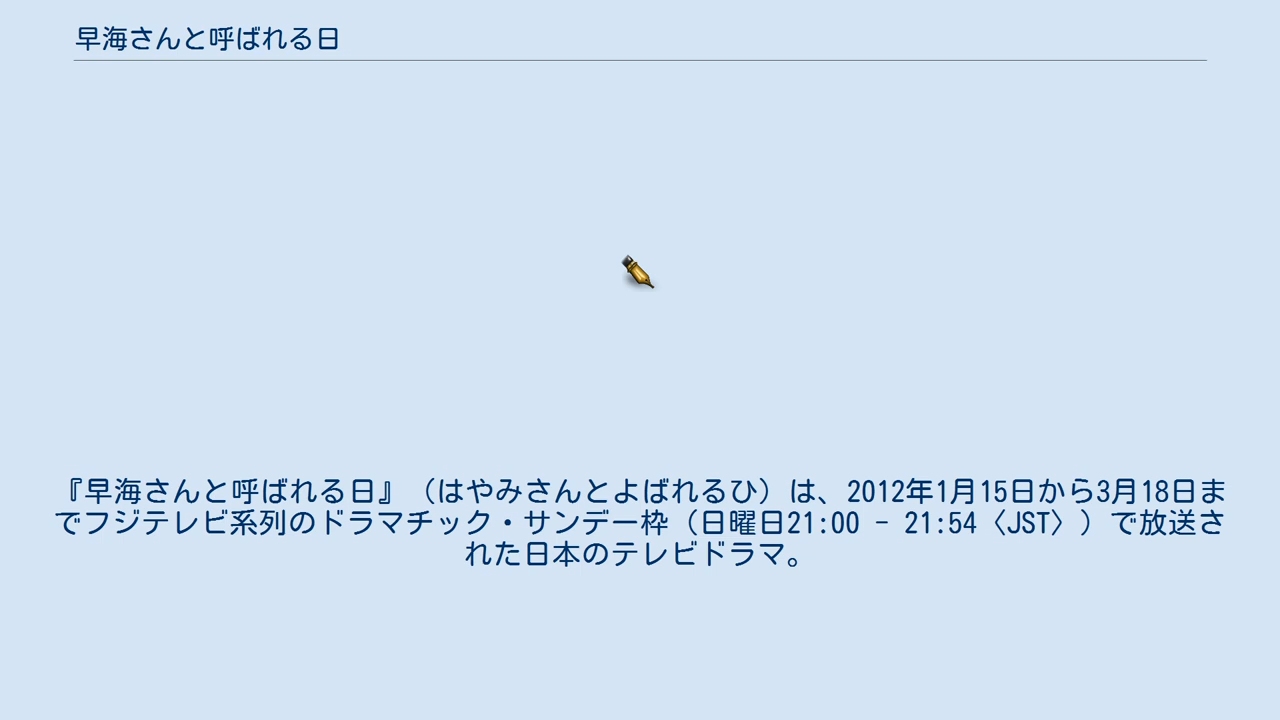 早海さんと呼ばれる日
『早海さんと呼ばれる日』（はやみさんとよばれるひ）は、2012年1月15日から3月18日ま
でフジテレビ系列のドラマチック・サンデー枠（日曜日21:00 - 21:54〈JST〉）で放送さ
れた日本のテレビドラマ。